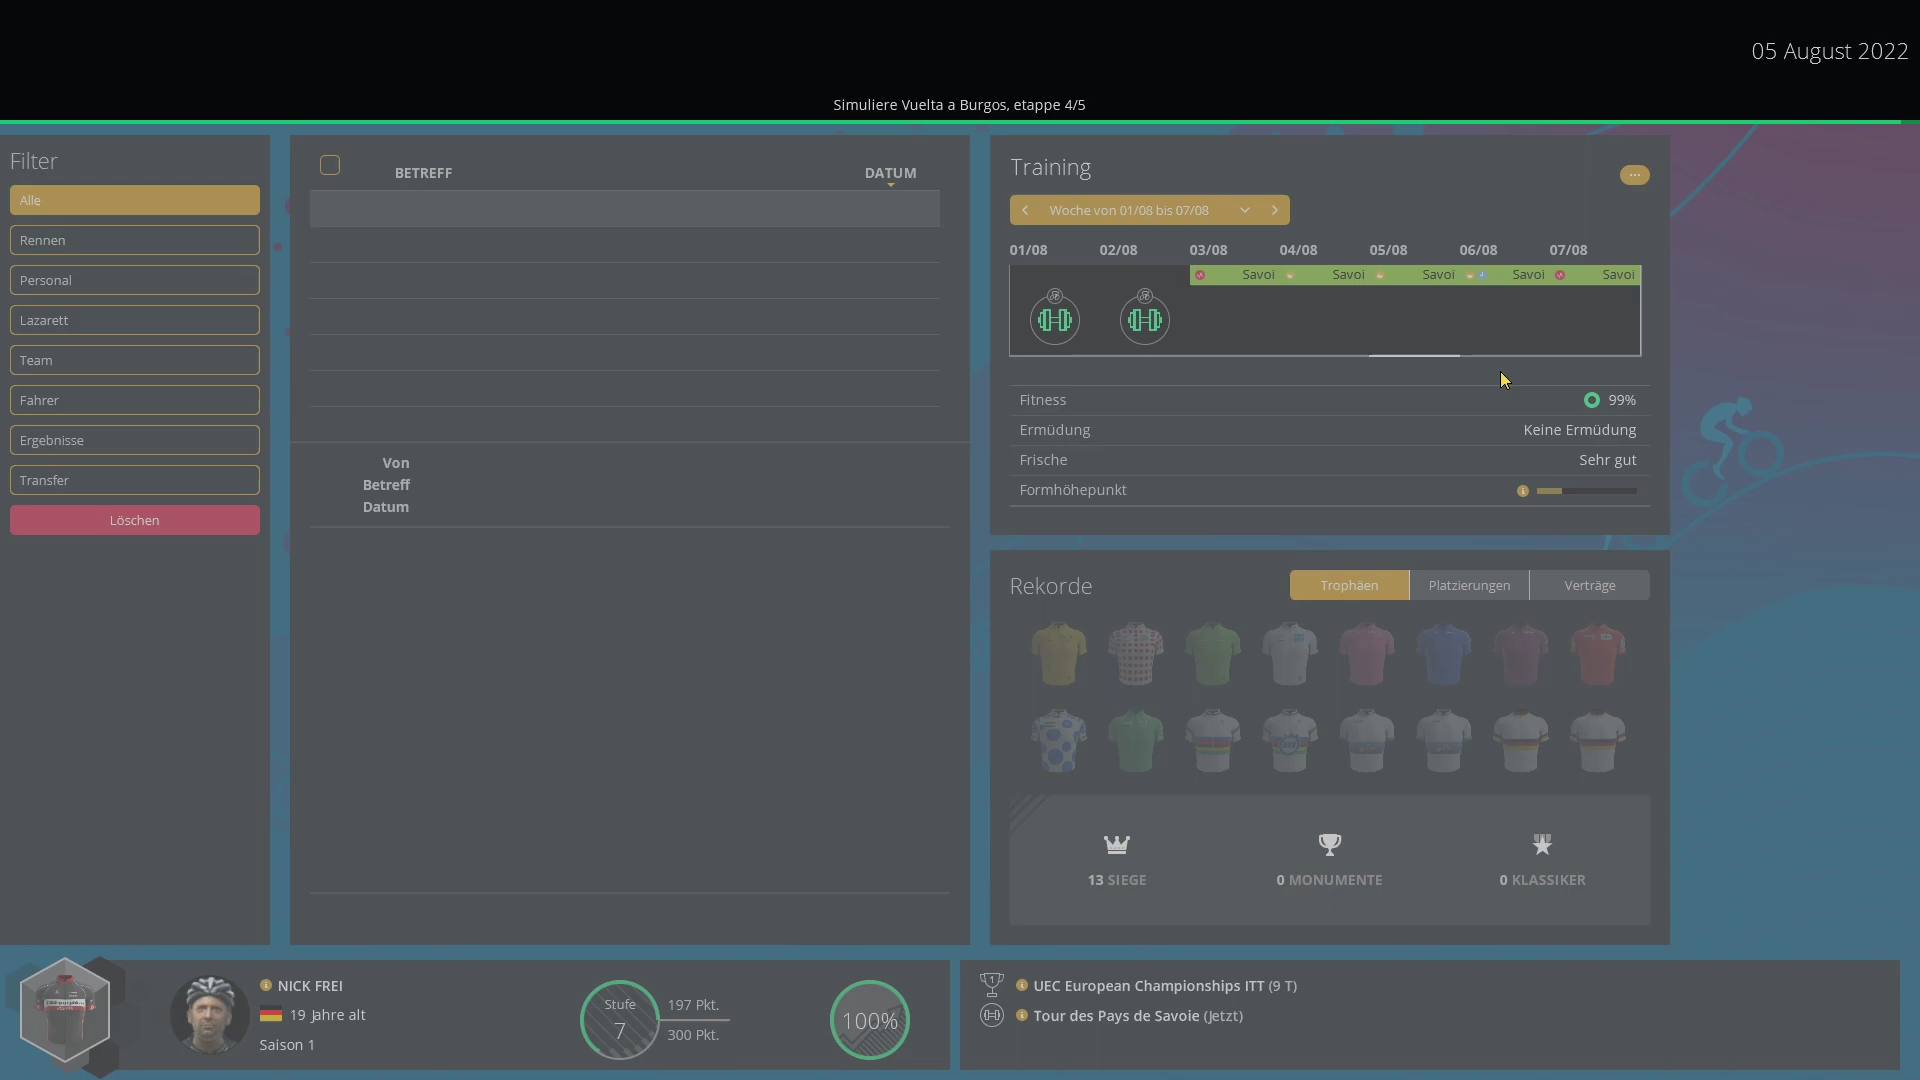 05 August 2022
Simuliere Vuelta a Burgos, etappe 4/5
Filter
Alle
Rennen
Personal
Lazarett
Team
Fahrer
Ergebnisse
Transfer
Löschen
BETREFF
DATUM
Von
Betreff
Datum
Training
...
Woche von 01/08 bis 07/08
01/08 02/08 03/08 04/08 05/08 06/08 07/08
Savoi Savoi Savoi Savoi Savoi
Fitness 99%
Ermüdung Keine Ermüdung
Frische Sehr gut
Formhöhepunkt
Rekorde
Trophäen Platzierungen Verträge
13 SIEGE
0 MONUMENTE
0 KLASSIKER
NICK FREI
19 Jahre alt
Saison 1
Stufe
7
197 Pkt.
300 Pkt.
100%
1 UEC European Championships ITT (9 T)
Tour des Pays de Savoie (Jetzt)